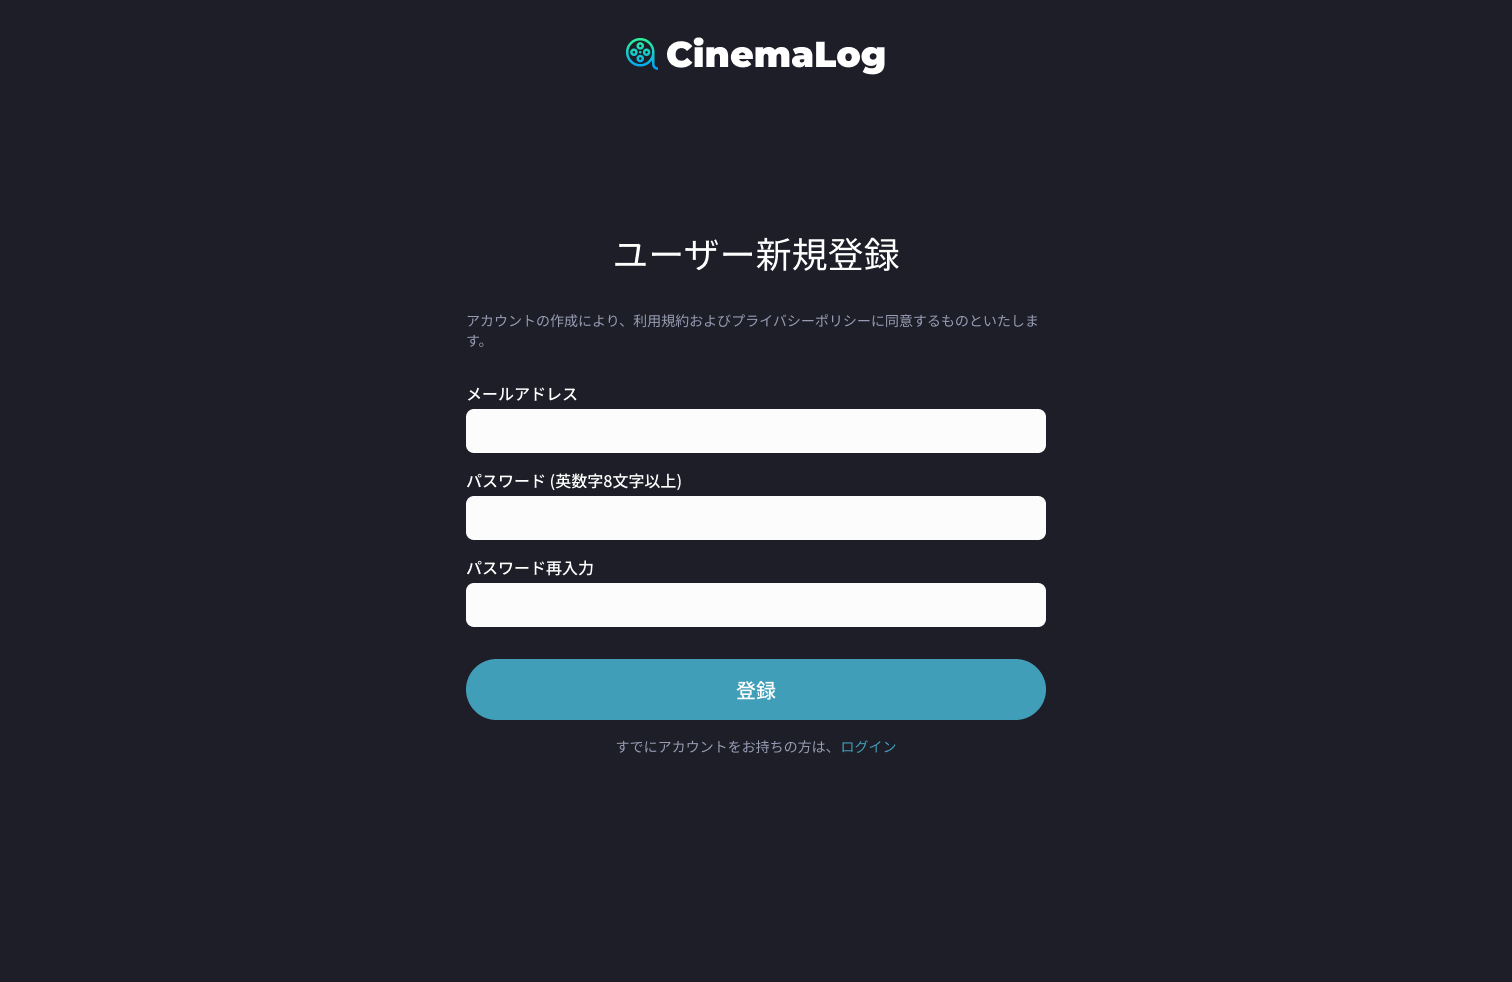 CinemaLog
ユーザー新規登録
アカウントの作成により、利用規約およびプライバシーポリシーに同意するものといたしま
す。
メールアドレス
パスワード (英数字8文字以上)
パスワード再入力
登録
すでにアカウントをお持ちの方は、ログイン